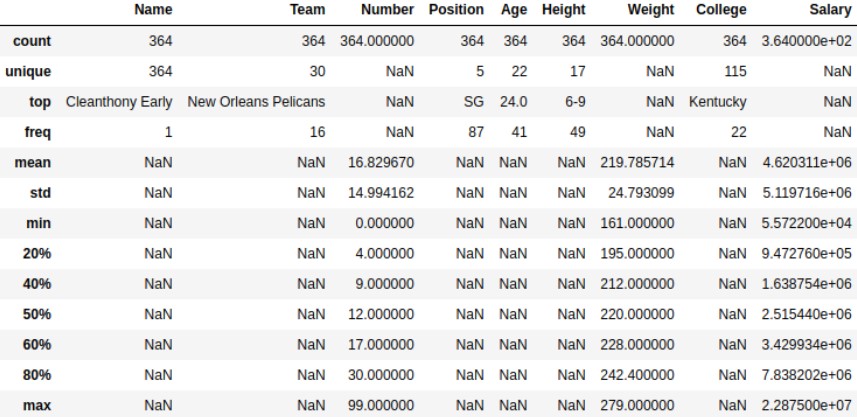 Name Team Number Position Age Height Weight College Salary
count 364 364 364.000000 364 364 364 364.000000 364 3.640000e+02
unique 364 30 NaN 5 22 17 NaN 115 NaN
top Cleanthony Early New Orleans Pelicans NaN SG 24.0 6-9 NaN Kentucky NaN
freq 1 16 NaN 87 41 49 NaN 22 NaN
mean NaN NaN 16.829670 NaN NaN NaN 219.785714 NaN 4.620311e+06
std NaN NaN 14.994162 NaN NaN NaN 24.793099 NaN 5.119716e+06
min NaN NaN 0.000000 NaN NaN NaN 161.000000 NaN 5.572200e+04
20% NaN NaN 4.000000 NaN NaN NaN 195.000000 NaN 9.472760e+05
40% NaN NaN 9.000000 NaN NaN NaN 212.000000 NaN 1.638754e+06
50% NaN NaN 12.000000 NaN NaN NaN 220.000000 NaN 2.515440e+06
60% NaN NaN 17.000000 NaN NaN NaN 228.000000 NaN 3.429934e+06
80% NaN NaN 30.000000 NaN NaN NaN 242.400000 NaN 7.838202e+06
max NaN NaN 99.000000 NaN NaN NaN 279.000000 NaN 2.287500e+07